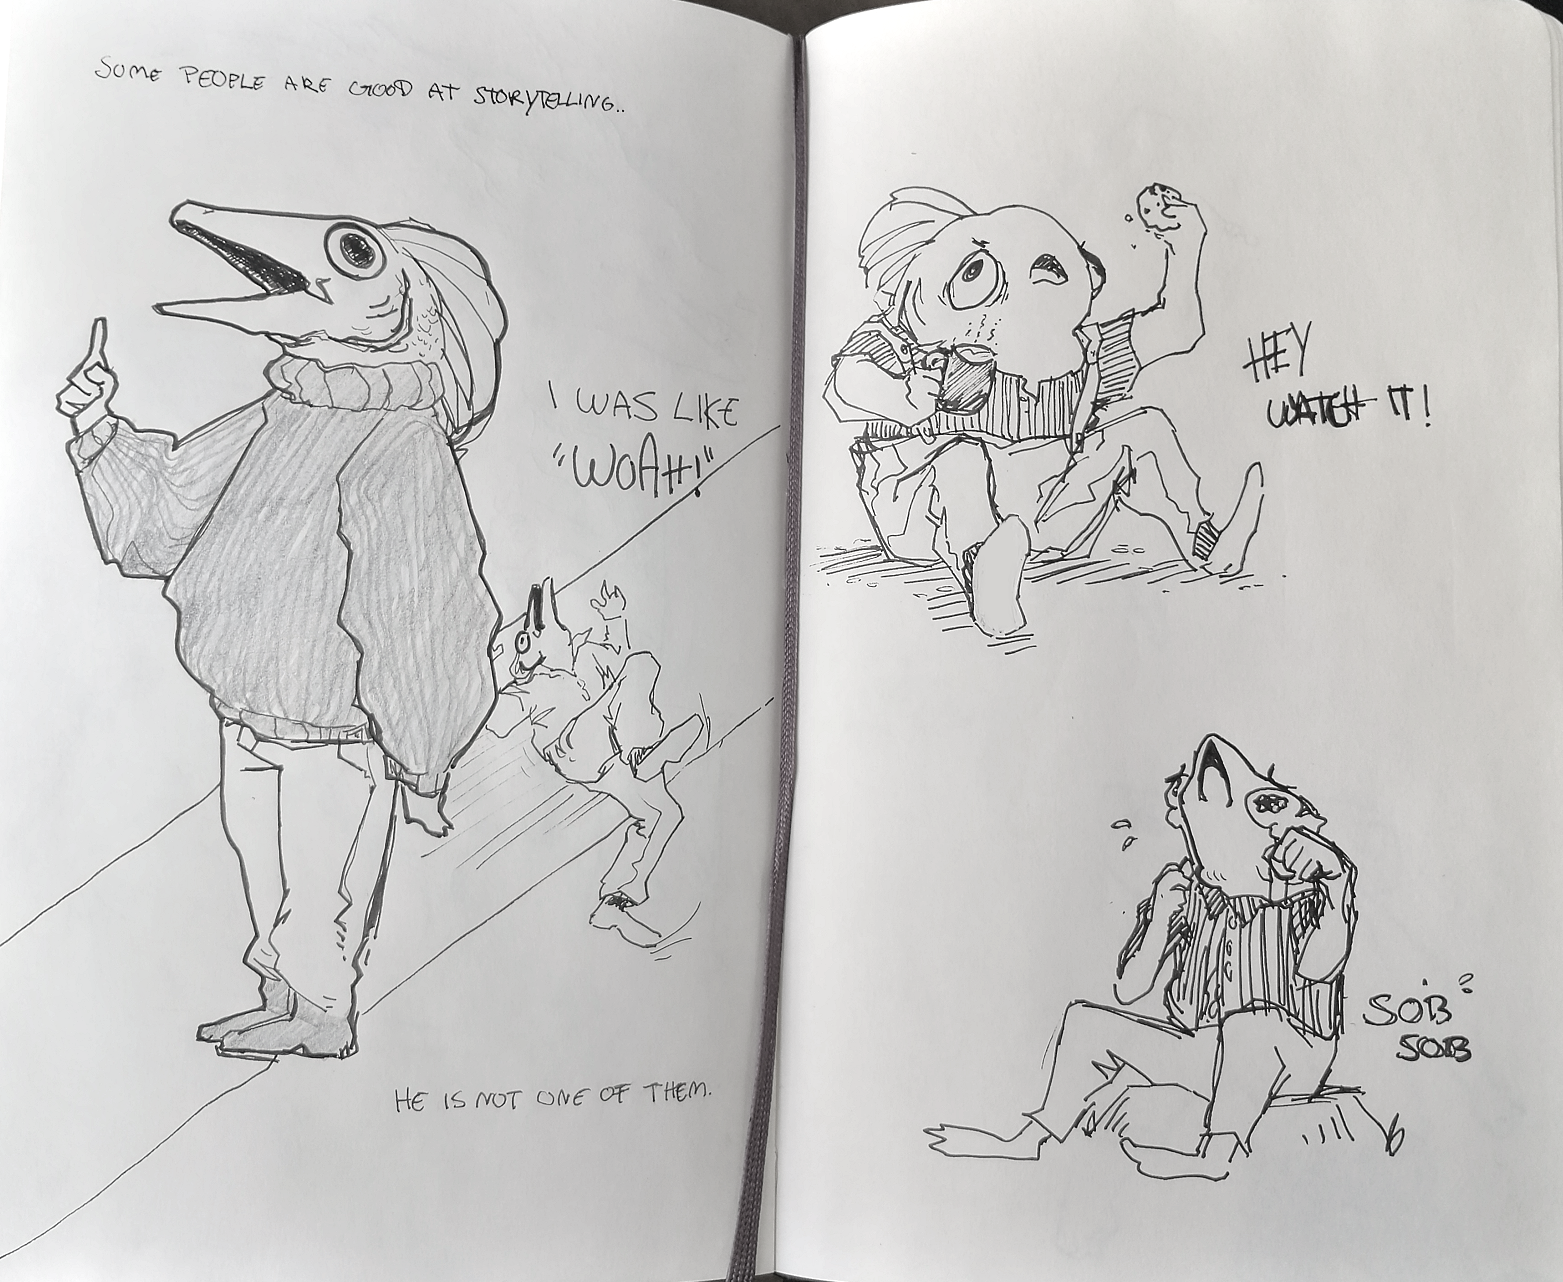 SOME PEOPLE ARE GOOD AT STORYTELLING..
I WAS LIKE
"WOAH!"
HE IS NOT ONE OF THEM.
HEY
WATCH IT!
SOB
SOB